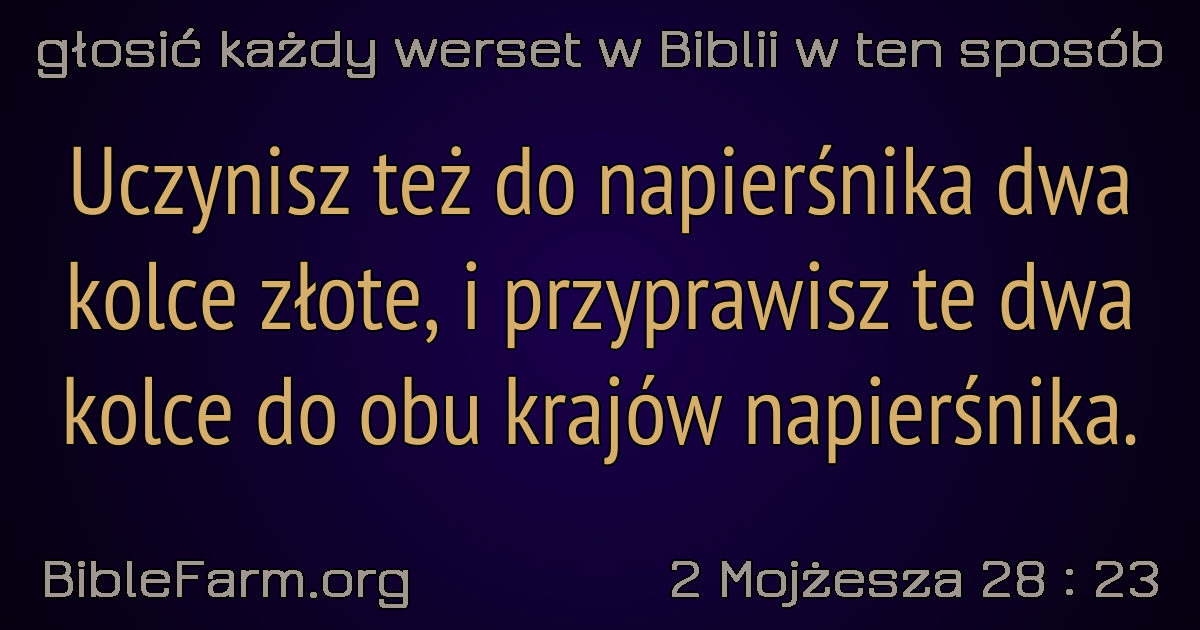 głosić każdy werset w Biblii w ten sposób
Uczynisz też do napierśnika dwa
kolce złote, i przyprawisz te dwa
kolce do obu krajów napierśnika.
BibleFarm.org
2 Mojżesza 28 : 23